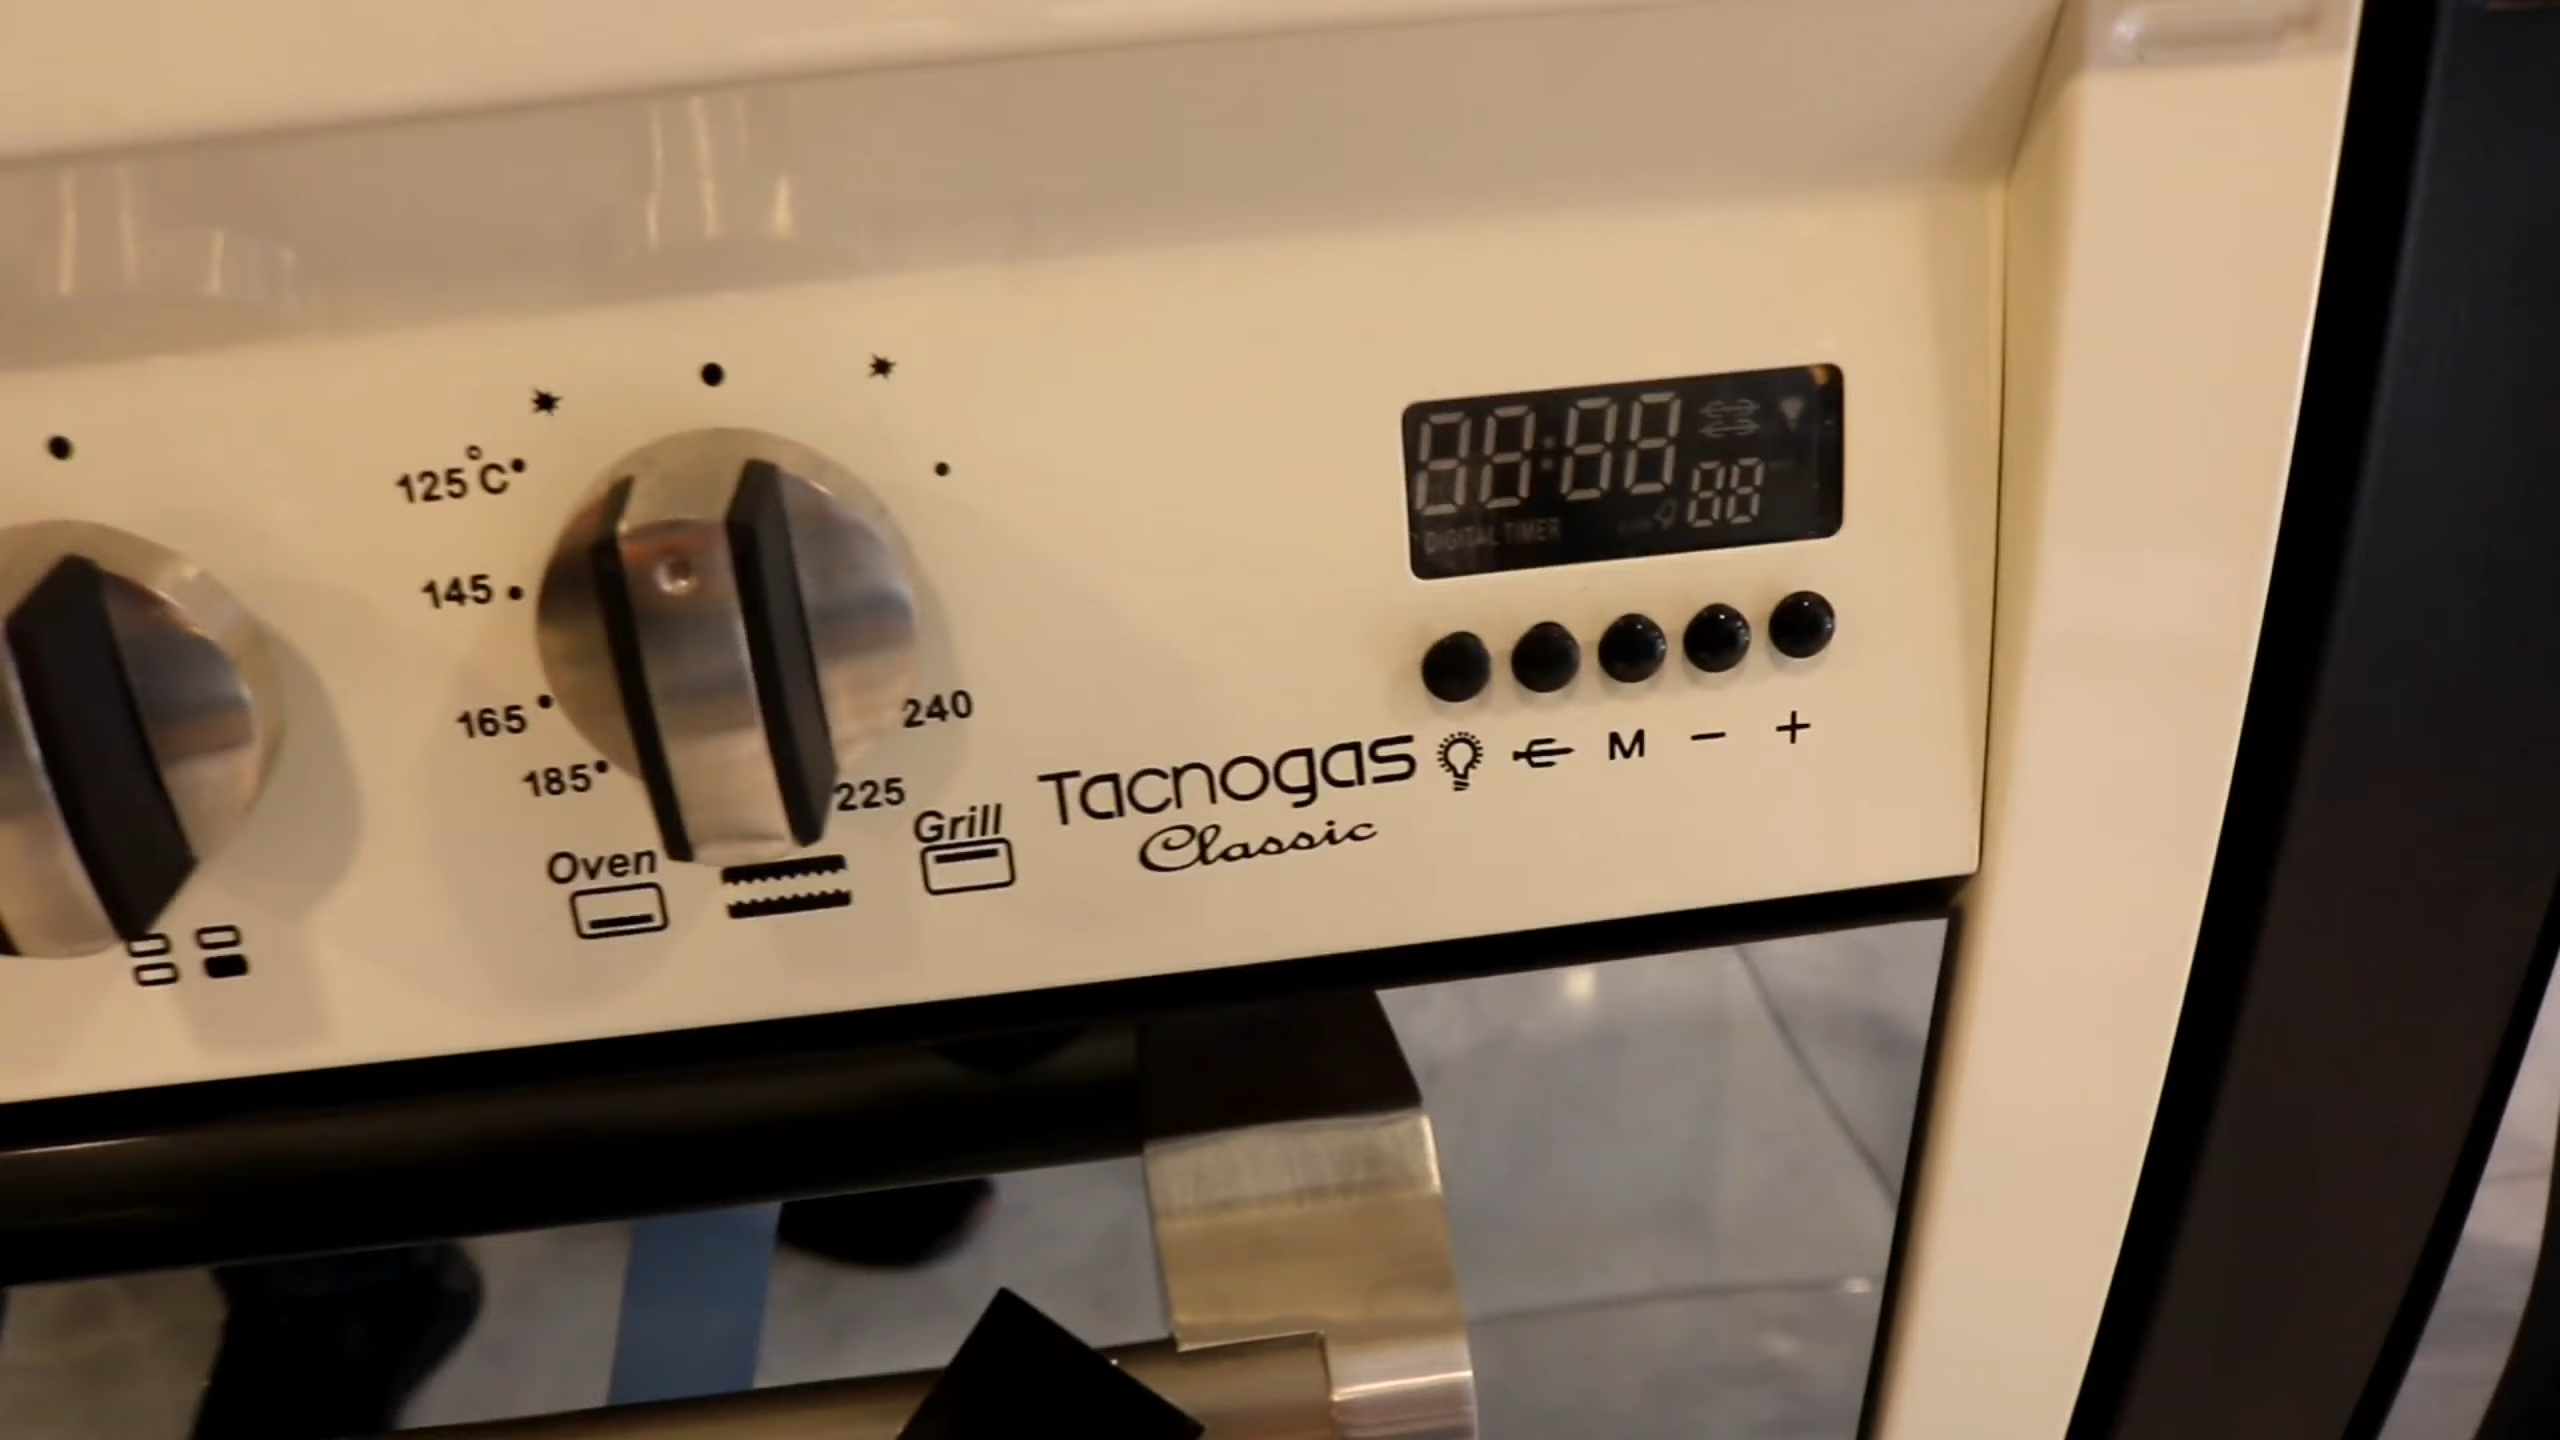 125°C
145
165
185
240
225
Oven
Grill
88:88
88
DIGITAL TIMER
M - +
Tacnogas
Classic